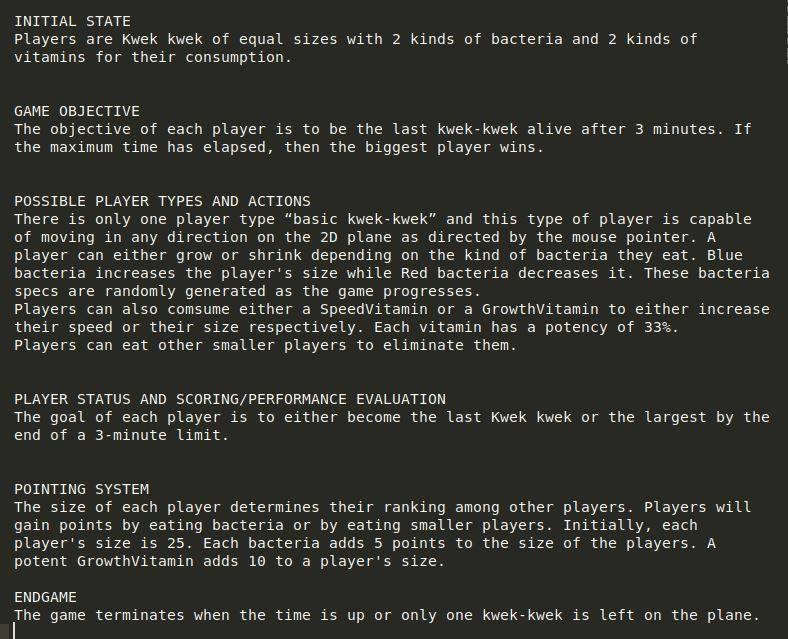 INITIAL STATE
Players are Kwek kwek of equal sizes with 2 kinds of bacteria and 2 kinds of
vitamins for their consumption.
GAME OBJECTIVE
The objective of each player is to be the last kwek-kwek alive after 3 minutes. If
the maximum time has elapsed, then the biggest player wins.
POSSIBLE PLAYER TYPES AND ACTIONS
There is only one player type “basic kwek-kwek” and this type of player is capable
of moving in any direction on the 2D plane as directed by the mouse pointer. A
player can either grow or shrink depending on the kind of bacteria they eat. Blue
bacteria increases the player's size while Red bacteria decreases it. These bacteria
specs are randomly generated as the game progresses.
Players can also comsume either a SpeedVitamin or a GrowthVitamin to either increase
their speed or their size respectively. Each vitamin has a potency of 33%.
Players can eat other smaller players to eliminate them.
PLAYER STATUS AND SCORING/PERFORMANCE EVALUATION
The goal of each player is to either become the last Kwek kwek or the largest by the
end of a 3-minute limit.
POINTING SYSTEM
The size of each player determines their ranking among other players. Players will
gain points by eating bacteria or by eating smaller players. Initially, each
player's size is 25. Each bacteria adds 5 points to the size of the players. A
potent GrowthVitamin adds 10 to a player's size.
ENDGAME
The game terminates when the time is up or only one kwek-kwek is left on the plane.